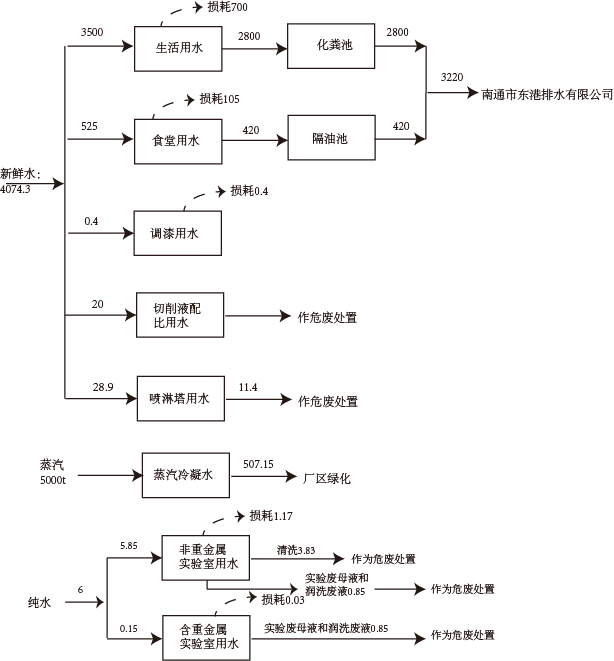 损耗700
3500
生活用水
2800
化粪池
2800
3220
南通市东港排水有限公司
损耗105
525
食堂用水
420
隔油池
420
新鲜水：
4074.3
损耗0.4
0.4
调漆用水
20
切削液配
比用水
作危废处置
28.9
喷淋塔用水
11.4
作危废处置
蒸汽
5000t
蒸汽冷凝水
507.15
厂区绿化
损耗1.17
5.85
非重金属
实验室用水
清洗3.83
作为危废处置
实验废母液和
润洗废液0.85
作为危废处置
纯水
6
损耗0.03
0.15
含重金属
实验室用水
实验废母液和润洗废液0.85
作为危废处置